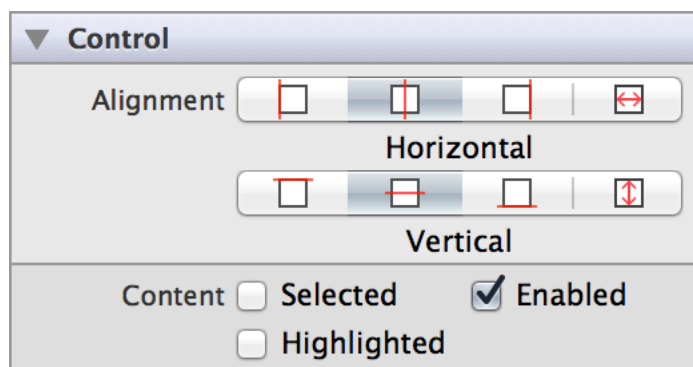 Control
Alignment
Horizontal
Vertical
Content Selected Enabled
Highlighted